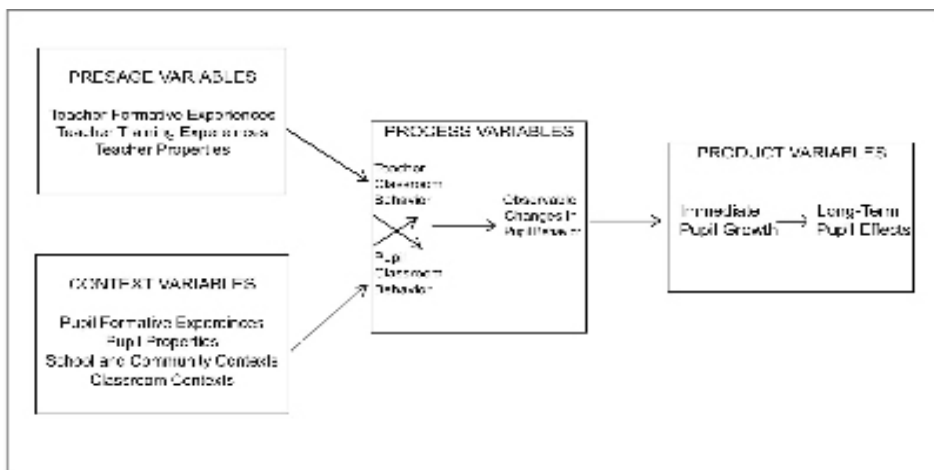 PRESAGE VARIABLES
Teacher Formative Experiences
Teacher Training Experiences
Teacher Properties
CONTEXT VARIABLES
Pupil Formative Experiences
Pupil Properties
School and Community Contexts
Classroom Contexts
PROCESS VARIABLES
Teacher
Classroom
Behavior
Pupil
Classroom
Behavior
Observable
Changes in
Pupil Behavior
PRODUCT VARIABLES
Immediate
Pupil Growth
Long-Term
Pupil Effects